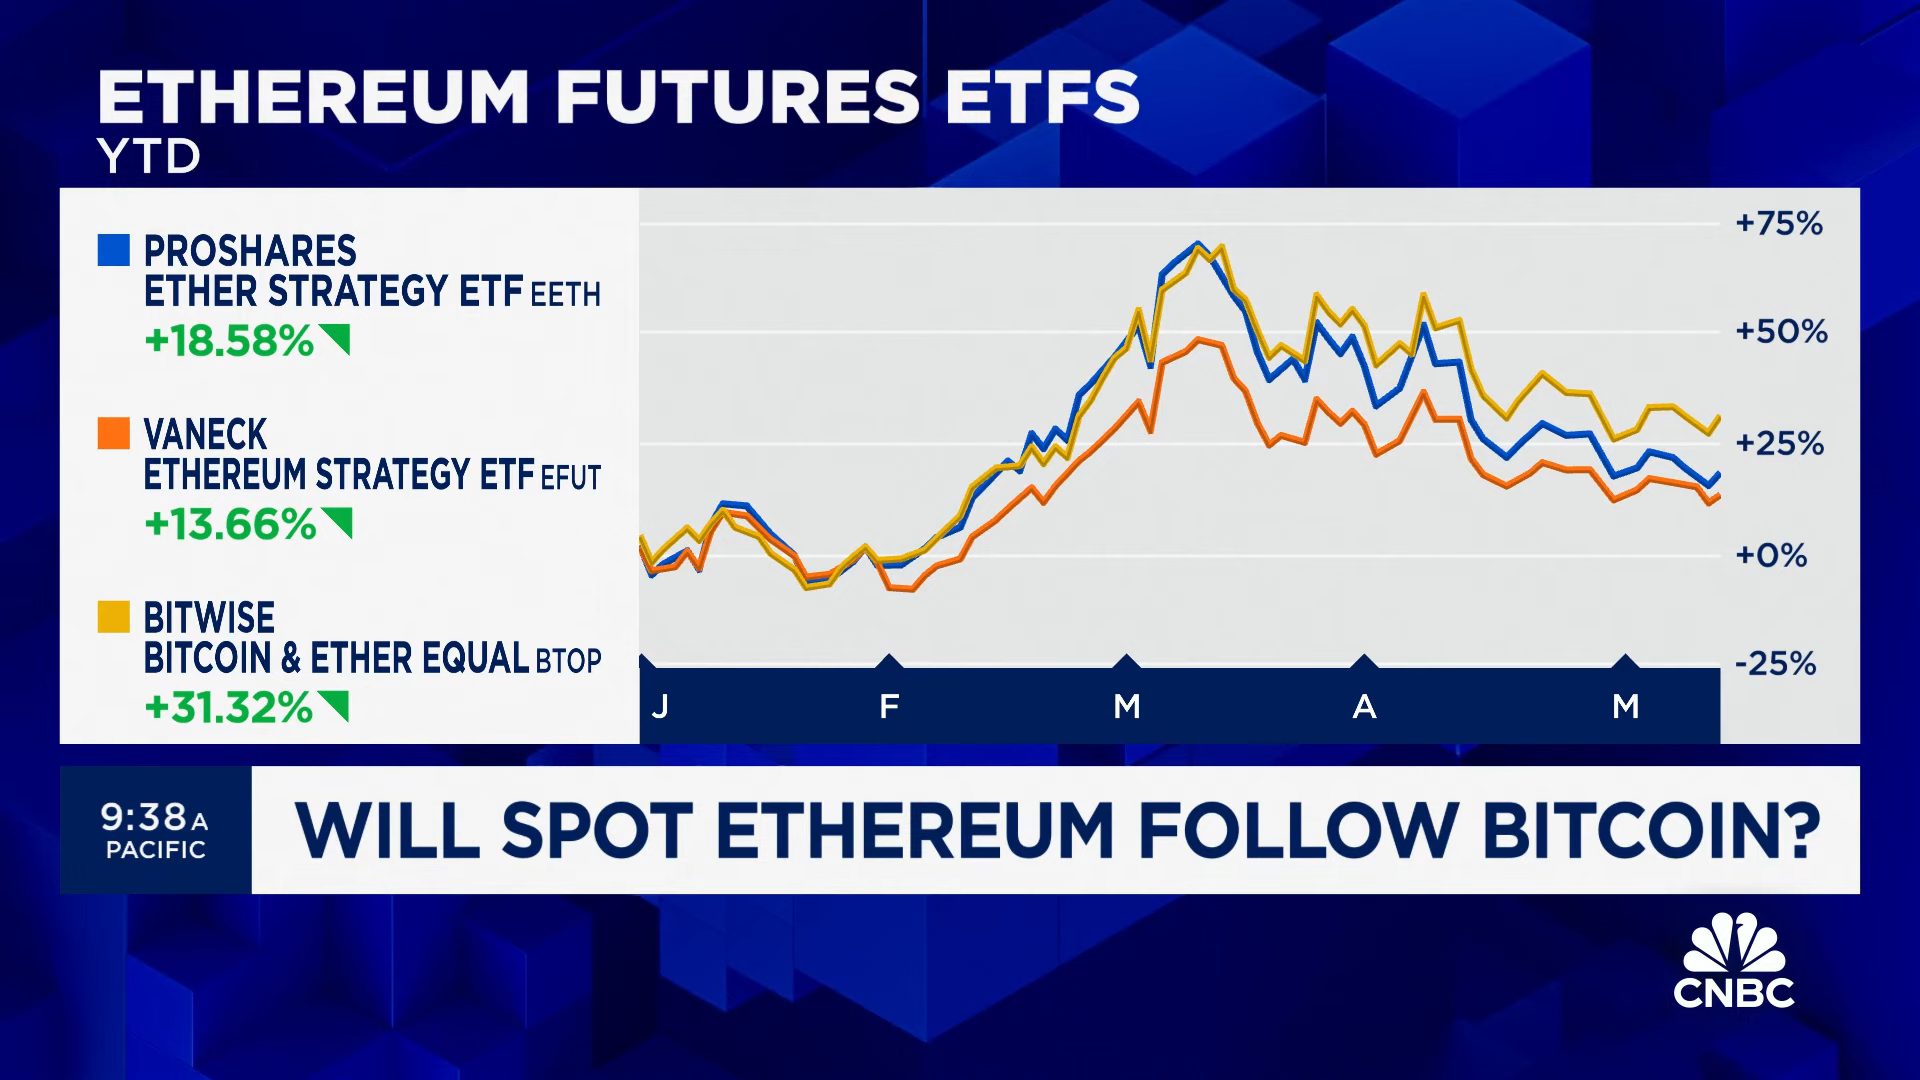 ETHEREUM FUTURES ETFS
YTD
PROSHARES
ETHER STRATEGY ETF EETH
+18.58%
VANECK
ETHEREUM STRATEGY ETF EFUT
+13.66%
BITWISE
BITCOIN & ETHER EQUAL BTOP
+31.32%
+75%
+50%
+25%
+0%
-25%
J F M A M
9:38A
PACIFIC
WILL SPOT ETHEREUM FOLLOW BITCOIN?
CNBC